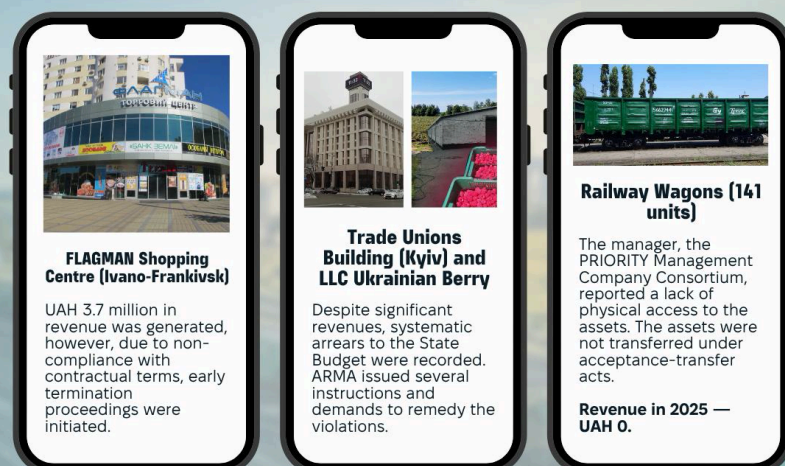 ФЛАГМАН
ТОРГОВИЙ ЦЕНТР
«БАНК ЗЕМЛІ»
FLAGMAN Shopping
Centre (Ivano-Frankivsk)
UAH 3.7 million in
revenue was generated,
however, due to non-
compliance with
contractual terms, early
termination
proceedings were
initiated.
Trade Unions
Building (Kyiv) and
LLC Ukrainian Berry
Despite significant
revenues, systematic
arrears to the State
Budget were recorded.
ARMA issued several
instructions and
demands to remedy the
violations.
Railway Wagons (141
units)
The manager, the
PRIORITY Management
Company Consortium,
reported a lack of
physical access to the
assets. The assets were
not transferred under
acceptance-transfer
acts.
Revenue in 2025 —
UAH 0.